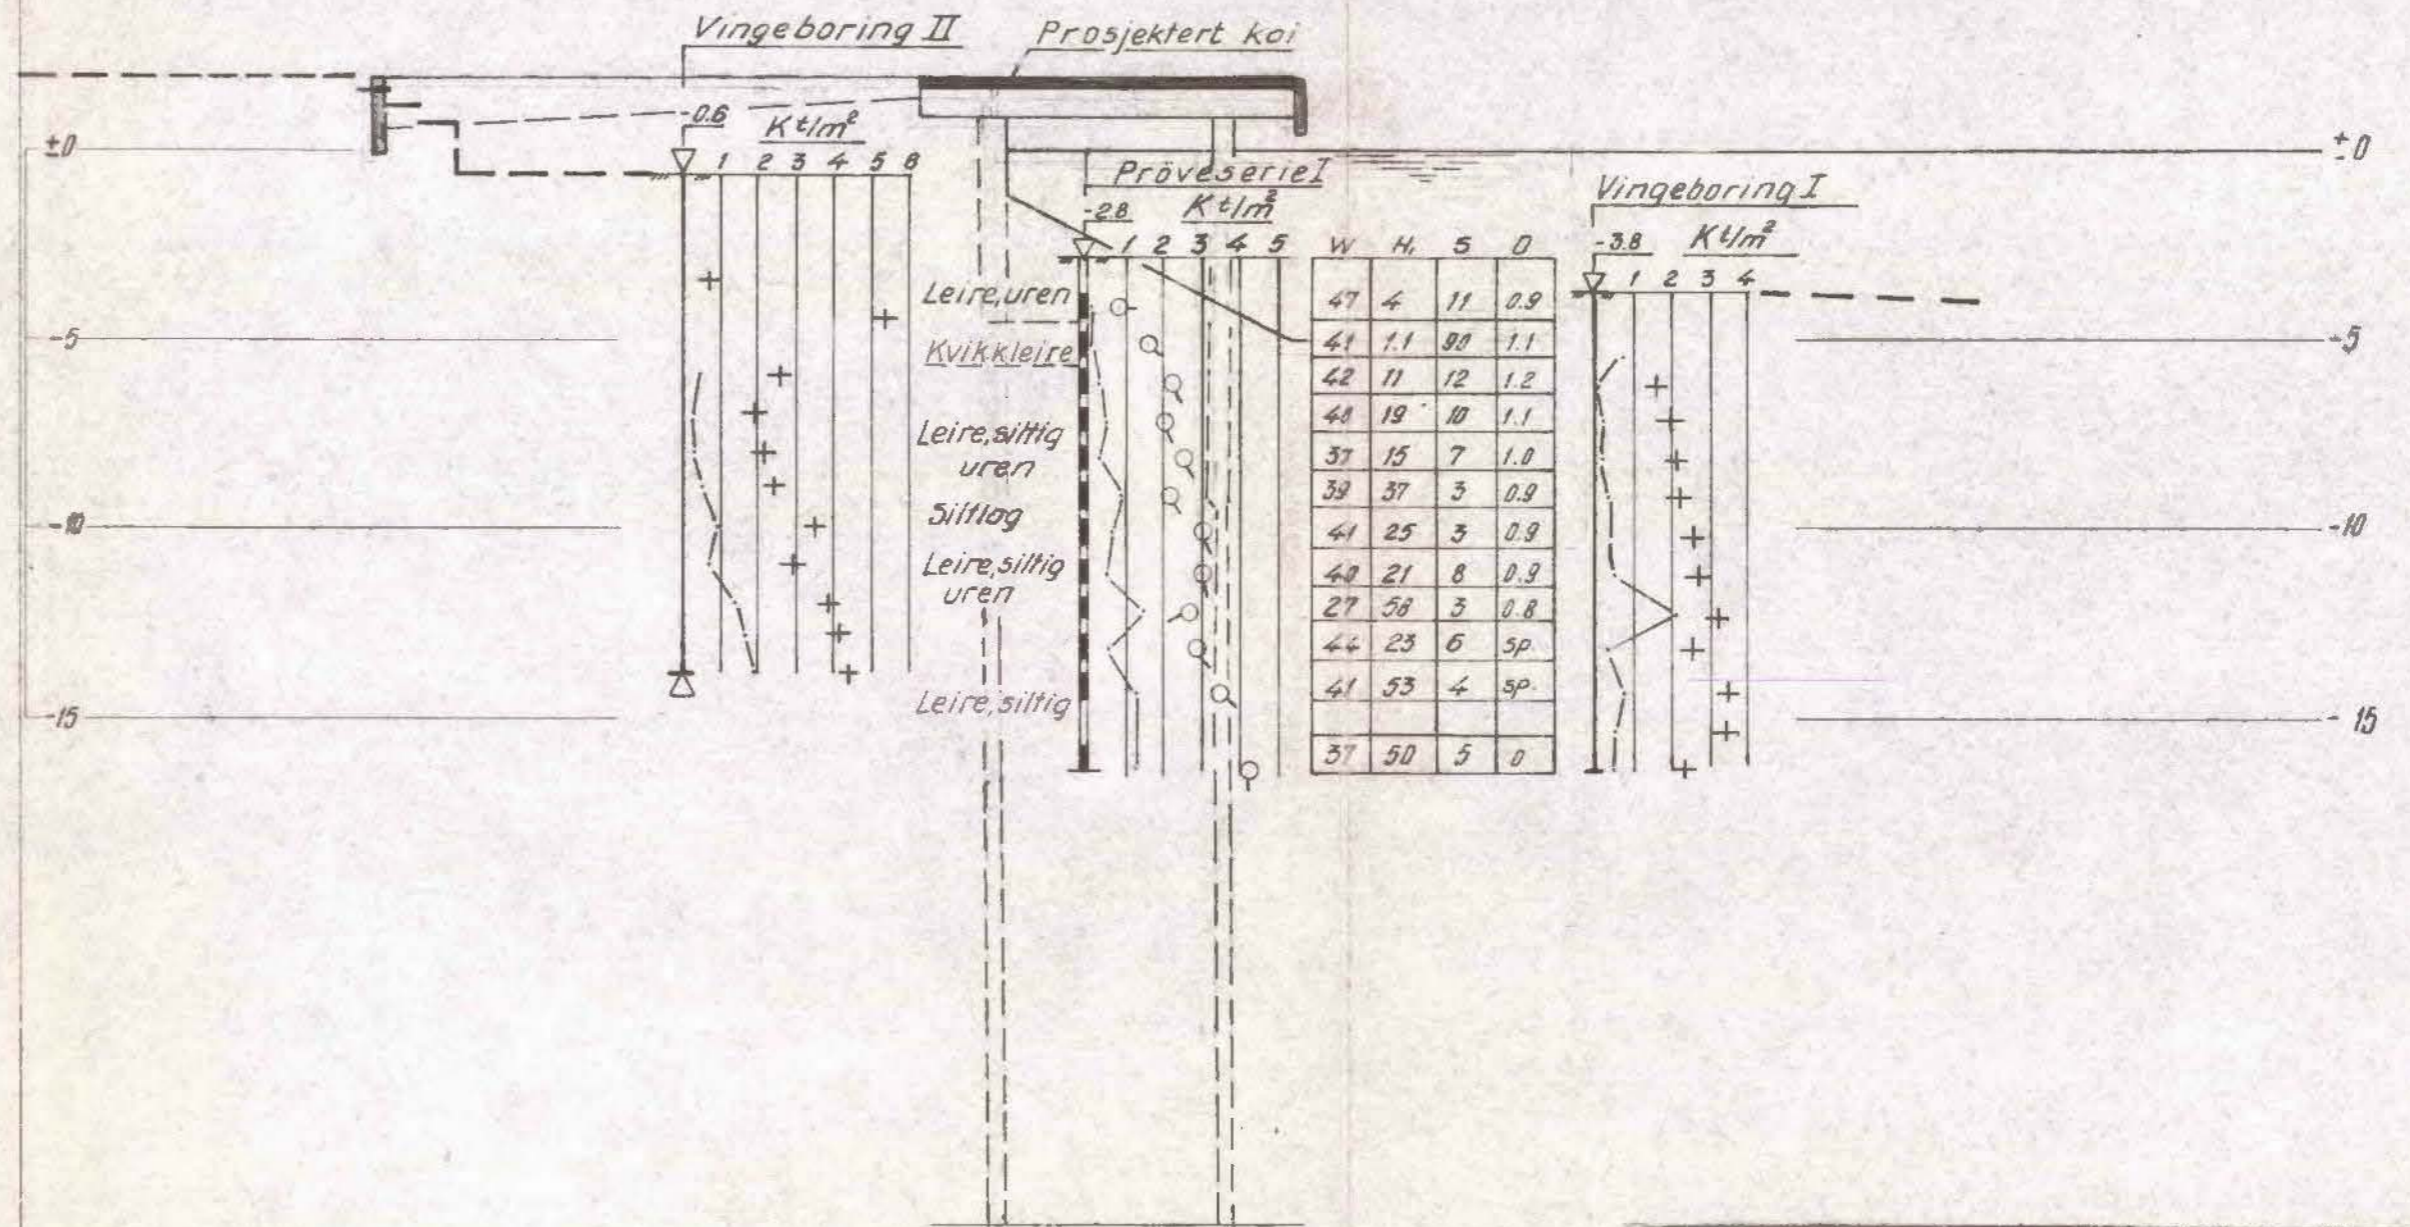 Vingeboring II
Prosjektert kai
-0.6
K t/m²
±0
1 2 3 4 5 6
±0
Pröveserie I
Vingeboring I
-2.8
K t/m²
-3.8
K t/m²
1 2 3 4 5
W H₁ S O
1 2 3 4
Leire, uren
47 4 11 0.9
-5
Kvikkleire
41 1.1 90 1.1
-5
42 11 12 1.2
48 19 10 1.1
Leire, siltig
uren
37 15 7 1.0
39 37 3 0.9
-10
Siltlag
41 25 3 0.9
-10
Leire, siltig
uren
40 21 8 0.9
27 58 3 0.8
44 23 6 sp
41 53 4 sp.
-15
Leire, siltig
-15
37 50 5 0